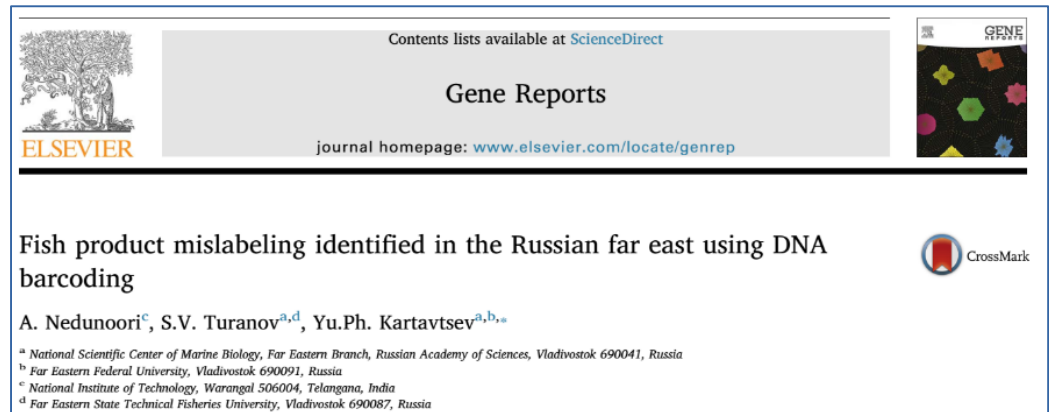 Contents lists available at ScienceDirect
GENE
REPORTS
Gene Reports
ELSEVIER
journal homepage: www.elsevier.com/locate/genrep
Fish product mislabeling identified in the Russian far east using DNA
barcoding
CrossMark
A. Nedunooriᶜ, S.V. Turanovᵃ,ᵈ, Yu.Ph. Kartavtsevᵃ,ᵇ,*
ᵃ National Scientific Center of Marine Biology, Far Eastern Branch, Russian Academy of Sciences, Vladivostok 690041, Russia
ᵇ Far Eastern Federal University, Vladivostok 690091, Russia
ᶜ National Institute of Technology, Warangal 506004, Telangana, India
ᵈ Far Eastern State Technical Fisheries University, Vladivostok 690087, Russia